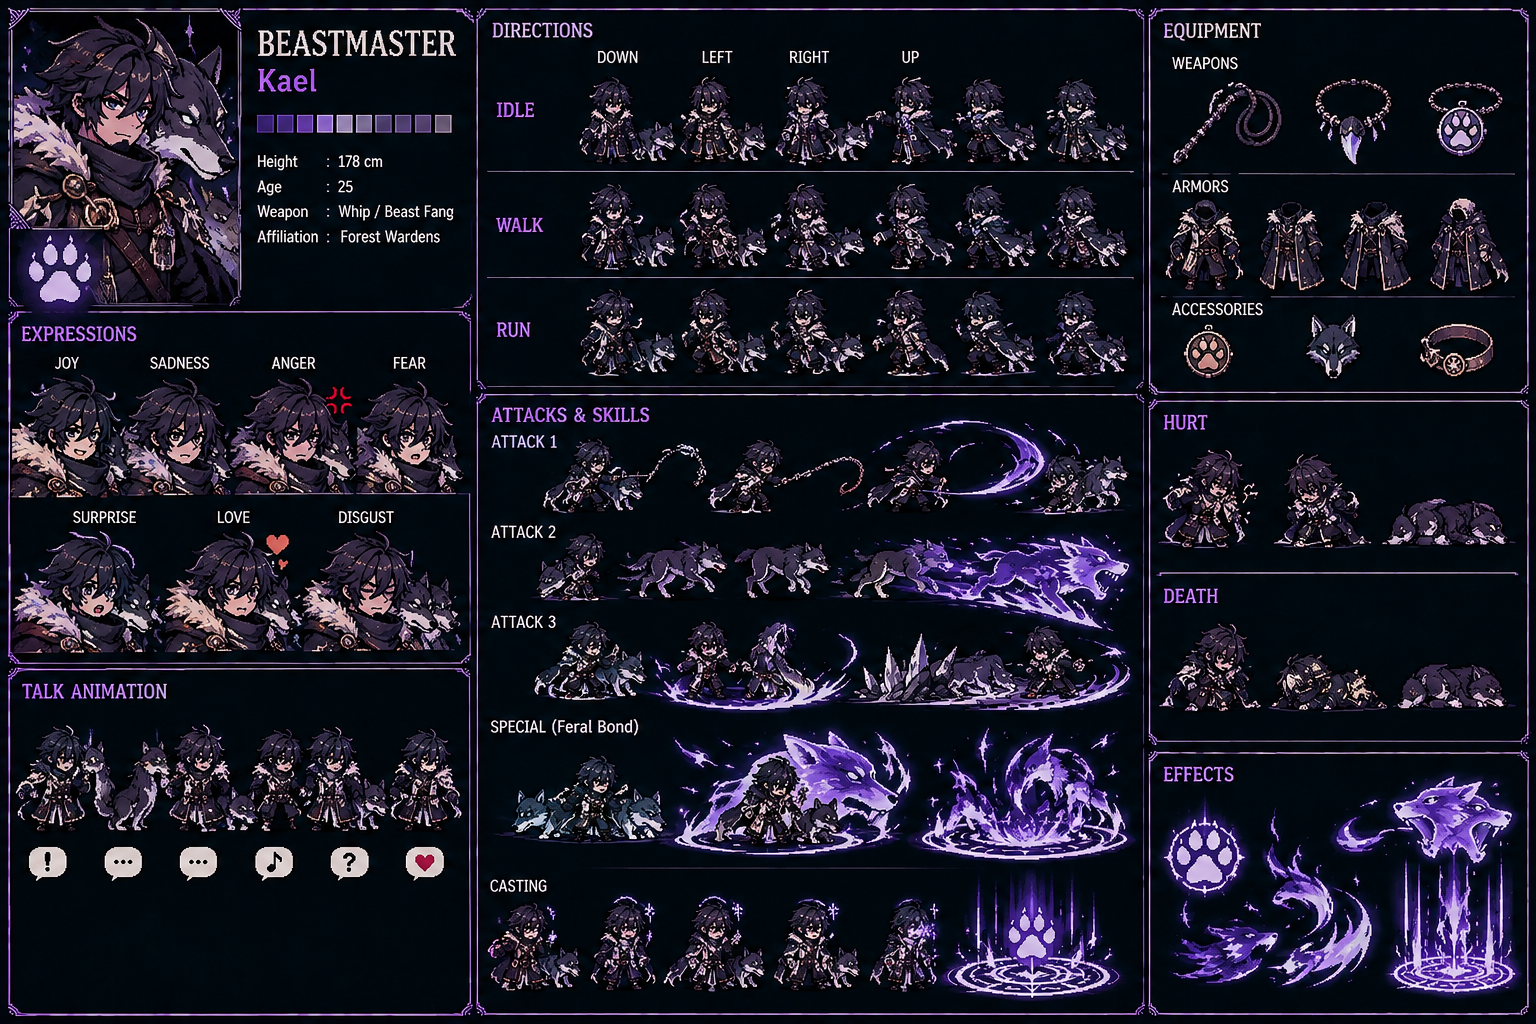 BEASTMASTER
Kael
Height : 178 cm
Age : 25
Weapon : Whip / Beast Fang
Affiliation : Forest Wardens
EXPRESSIONS
JOY SADNESS ANGER FEAR
SURPRISE LOVE DISGUST
TALK ANIMATION
! ... ... ♪ ?
DIRECTIONS
DOWN LEFT RIGHT UP
IDLE
WALK
RUN
ATTACKS & SKILLS
ATTACK 1
ATTACK 2
ATTACK 3
SPECIAL (Feral Bond)
CASTING
EQUIPMENT
WEAPONS
ARMORS
ACCESSORIES
HURT
DEATH
EFFECTS